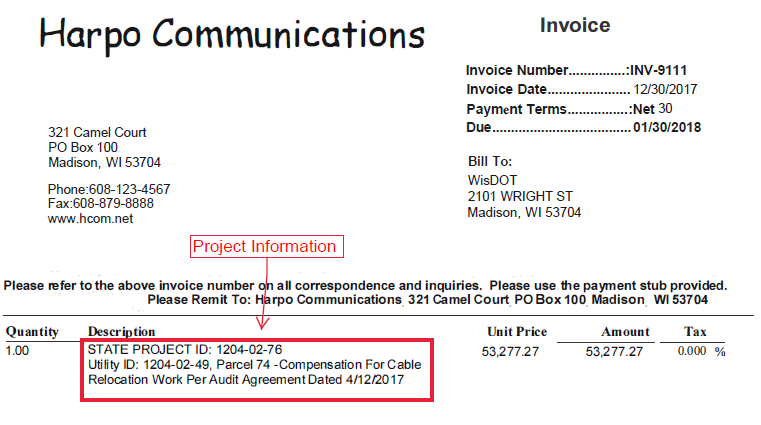 Harpo Communications
Invoice
Invoice Number...............:INV-9111
Invoice Date...................... 12/30/2017
Payment Terms................:Net 30
Due..................................... 01/30/2018
321 Camel Court
PO Box 100
Madison, WI 53704
Phone:608-123-4567
Fax:608-879-8888
www.hcom.net
Bill To:
WisDOT
2101 WRIGHT ST
Madison, WI 53704
Project Information
Please refer to the above invoice number on all correspondence and inquiries. Please use the payment stub provided.
Please Remit To: Harpo Communications, 321 Camel Court, PO Box 100, Madison, WI 53704
Quantity Description Unit Price Amount Tax
1.00 STATE PROJECT ID: 1204-02-76 53,277.27 53,277.27 0.000 %
Utility ID: 1204-02-49, Parcel 74 -Compensation For Cable
Relocation Work Per Audit Agreement Dated 4/12/2017